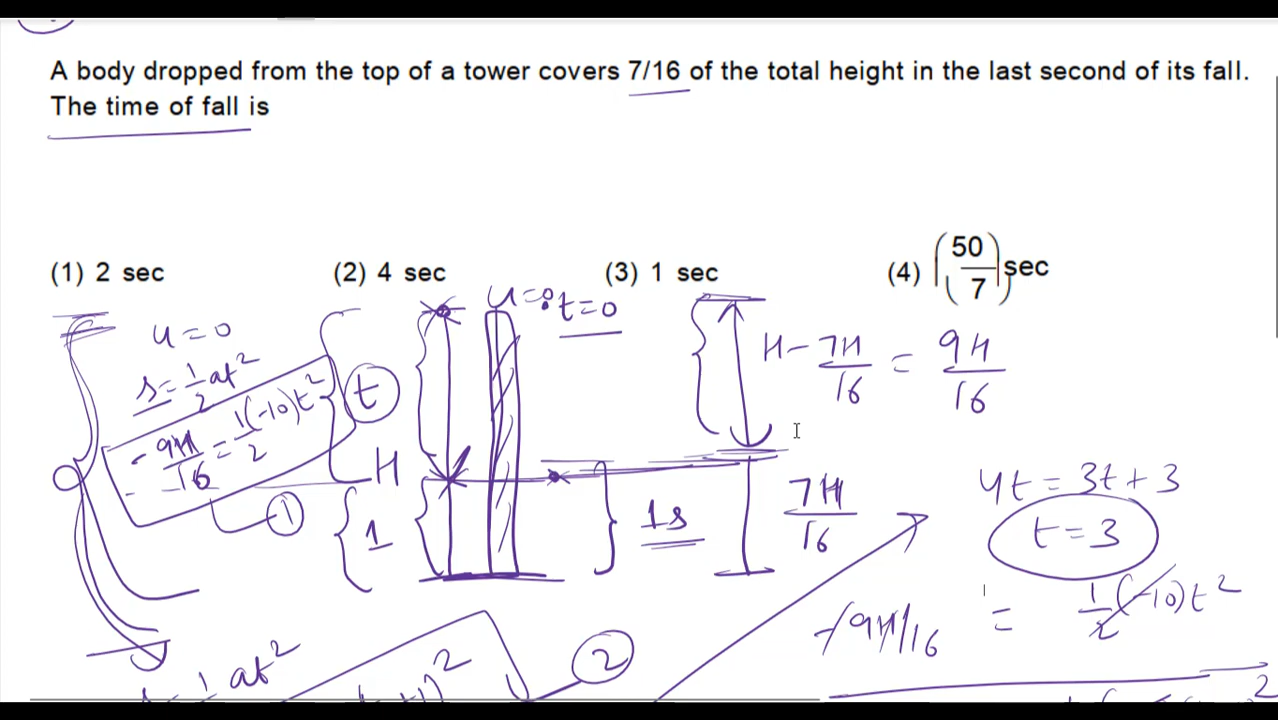 A body dropped from the top of a tower covers 7/16 of the total height in the last second of its fall.
The time of fall is
(1) 2 sec (2) 4 sec (3) 1 sec (4) (50/7) sec
u=0 t=0
u=0
s=1/2 at²
-9H/16 = 1/2(-10)t²
①
t
H
1
H - 7H/16 = 9H/16
1s
7H/16
4t = 3t + 3
t = 3
-9H/16 = 1/2(-10)t²
1/2 at²
②